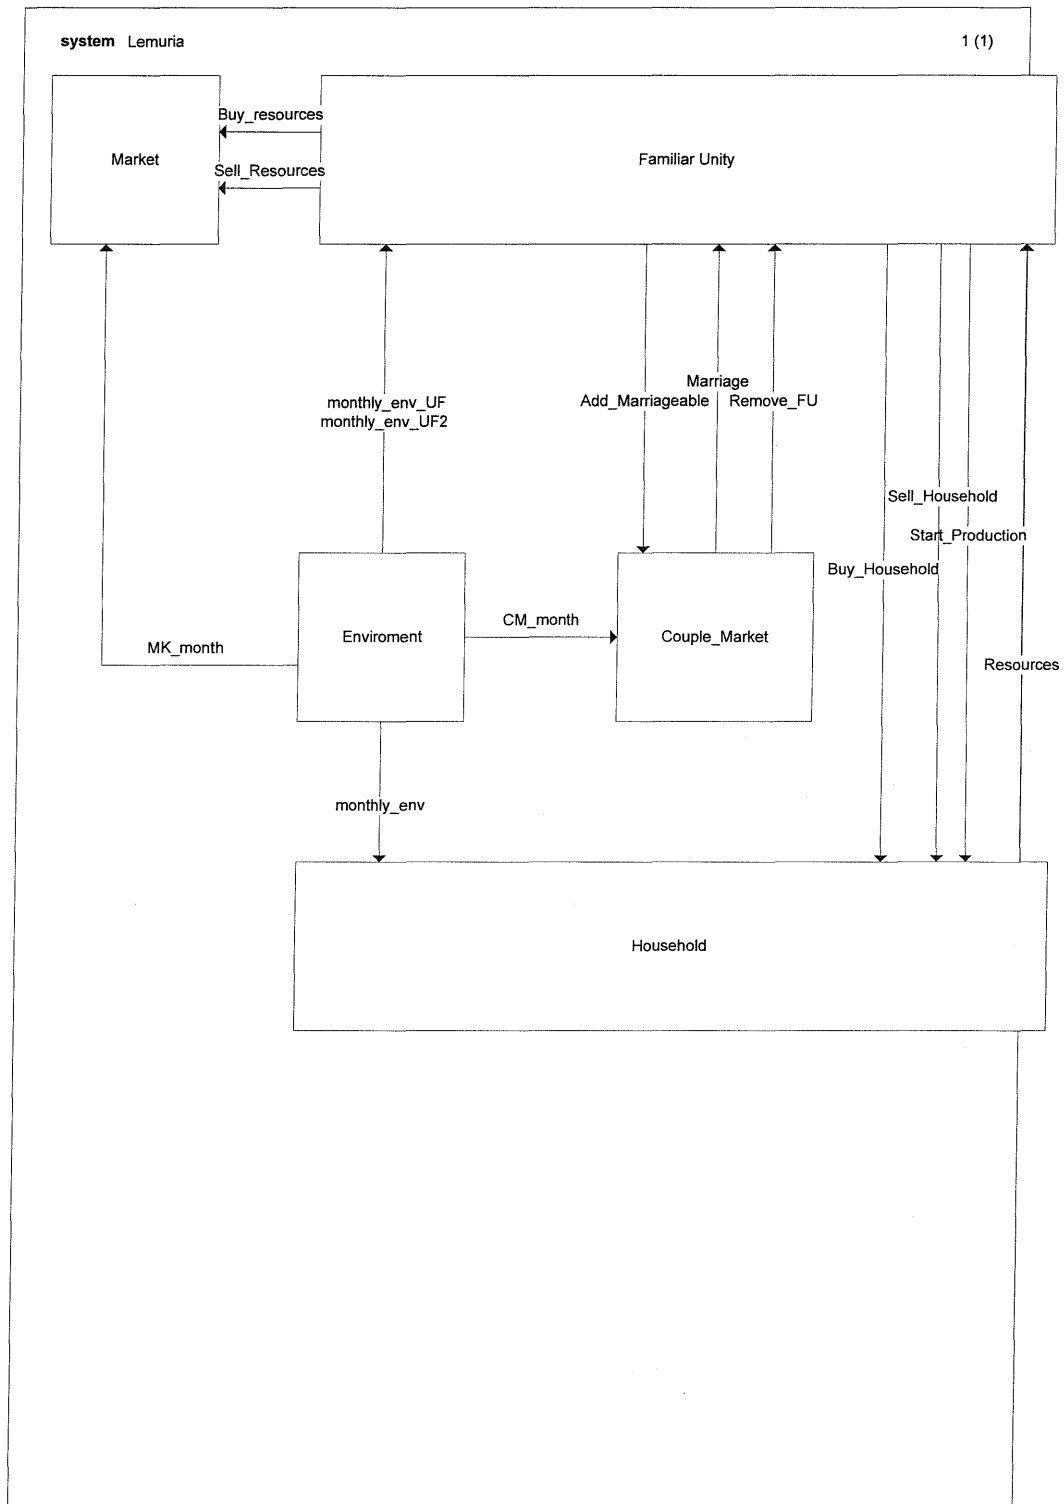 system Lemuria
1 (1)
Buy_resources
Market
Familiar Unity
Sell_Resources
Marriage
monthly_env_UF
Add_Marriageable
Remove_FU
monthly_env_UF2
Sell_Household
Start_Production
Buy_Household
CM_month
Enviroment
Couple_Market
MK_month
Resources
monthly_env
Household